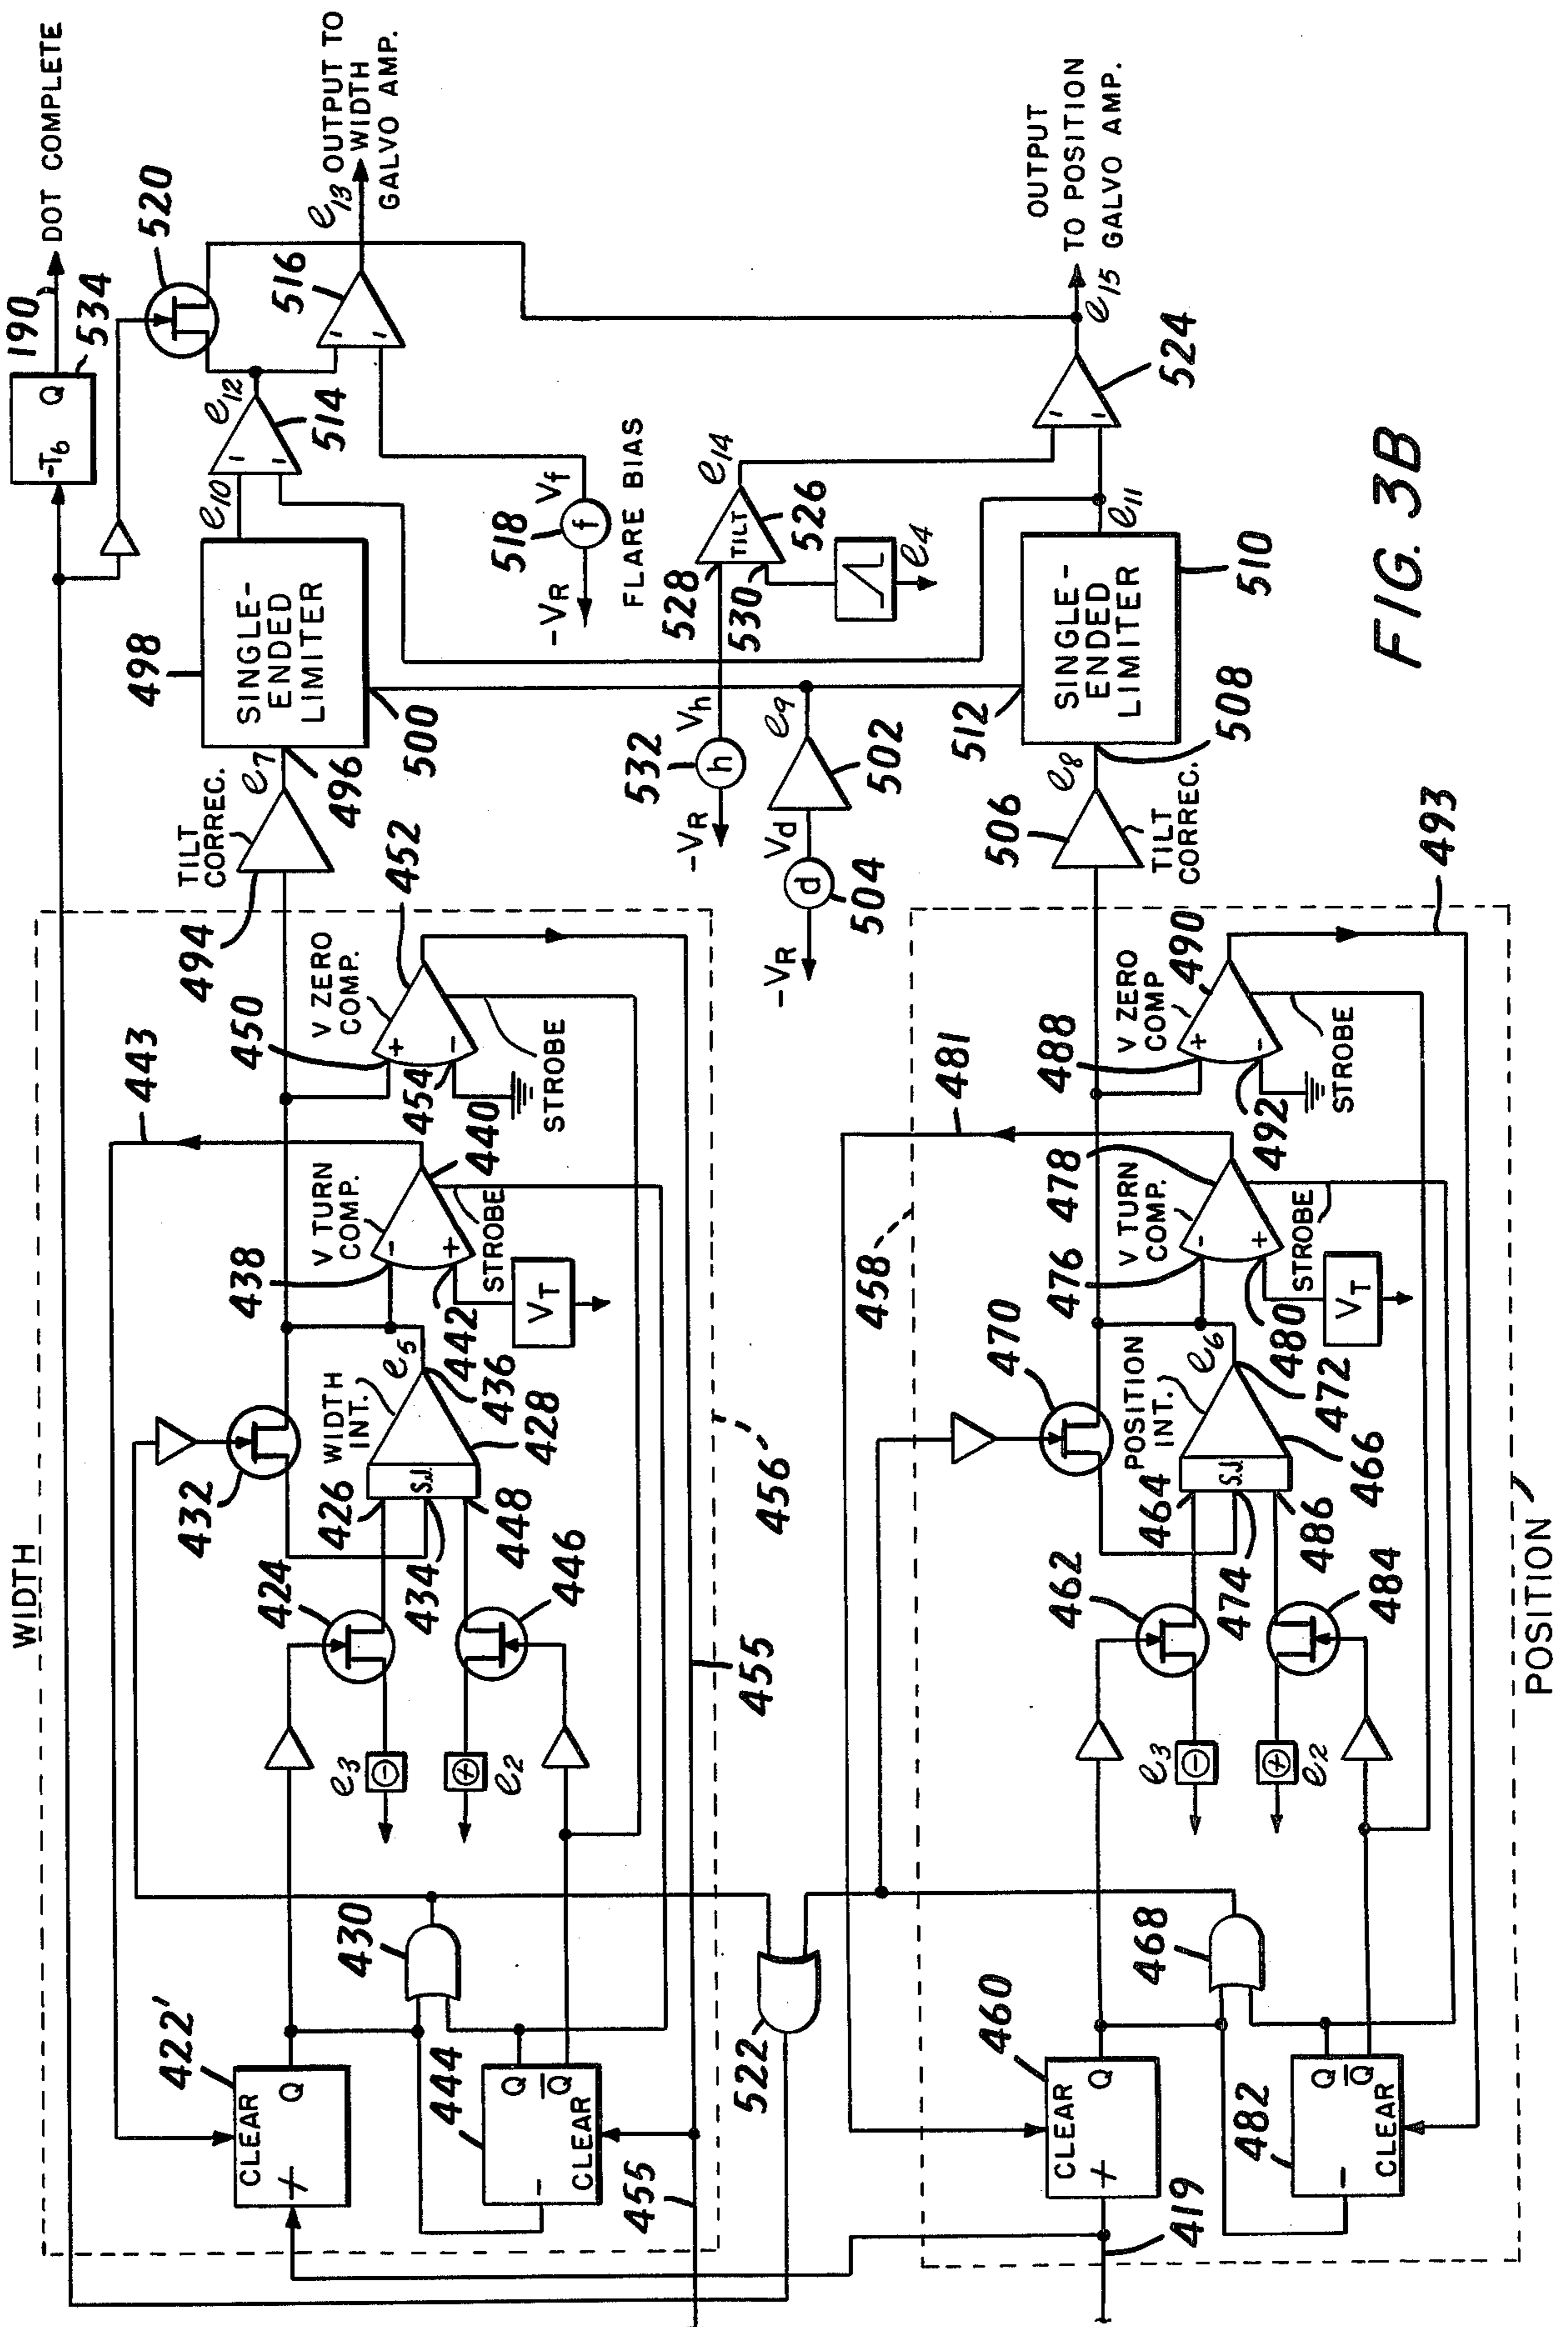 190
-T6 Q
534
DOT COMPLETE
520
e13 OUTPUT TO
WIDTH
GALVO AMP.
516
e12
514
e10
498
SINGLE-
ENDED
LIMITER
500
e7
496
TILT
CORREC.
494
-VR
518
f
Vf
FLARE BIAS
528
530
TILT
526
e14
e4
532
h
Vh
-VR
e9
502
Vd
d
504
-VR
OUTPUT
TO POSITION
GALVO AMP.
e15
524
e11
SINGLE-
ENDED
LIMITER
510
512
508
e8
506
TILT
CORREC.
FIG. 3B
WIDTH
443
450
V ZERO
COMP.
452
+
-
454
STROBE
438
V TURN
COMP.
440
-
+
STROBE
442
VT
e5
436
WIDTH
INT.
428
S.J.
432
426
434
448
424
446
e3
-
+
e2
455
456'
430
422'
CLEAR
Q
444
Q
Q
CLEAR
-
455
522
458
481
493
488
V ZERO
COMP
490
+
-
492
STROBE
476
V TURN
COMP.
478
-
+
STROBE
480
VT
e6
472
POSITION
INT.
466
S.J.
470
464
474
486
462
484
e3
-
+
e2
468
460
CLEAR
Q
482
Q
Q
CLEAR
-
419
POSITION